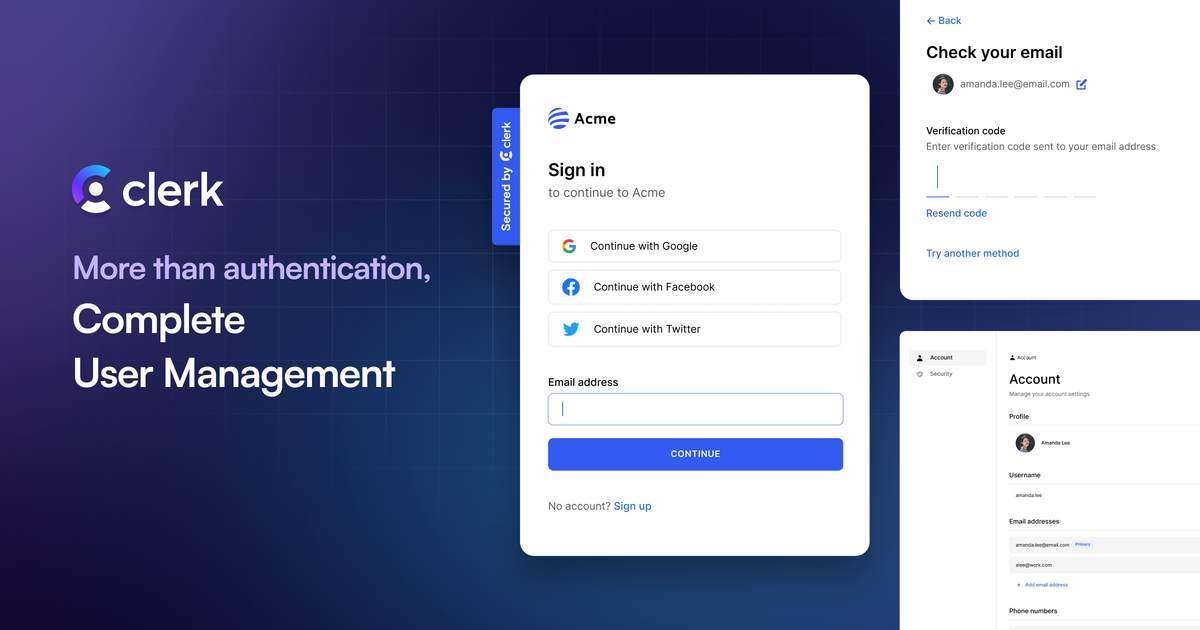 clerk
More than authentication,
Complete
User Management
Secured by clerk
Acme
Sign in
to continue to Acme
Continue with Google
Continue with Facebook
Continue with Twitter
Email address
CONTINUE
No account? Sign up
← Back
Check your email
amanda.lee@email.com
Verification code
Enter verification code sent to your email address
Resend code
Try another method
Account
Security
Account
Account
Manage your account settings
Profile
Amanda Lee
Username
amanda.lee
Email addresses
amanda.lee@email.com Primary
alee@work.com
+ Add email address
Phone numbers